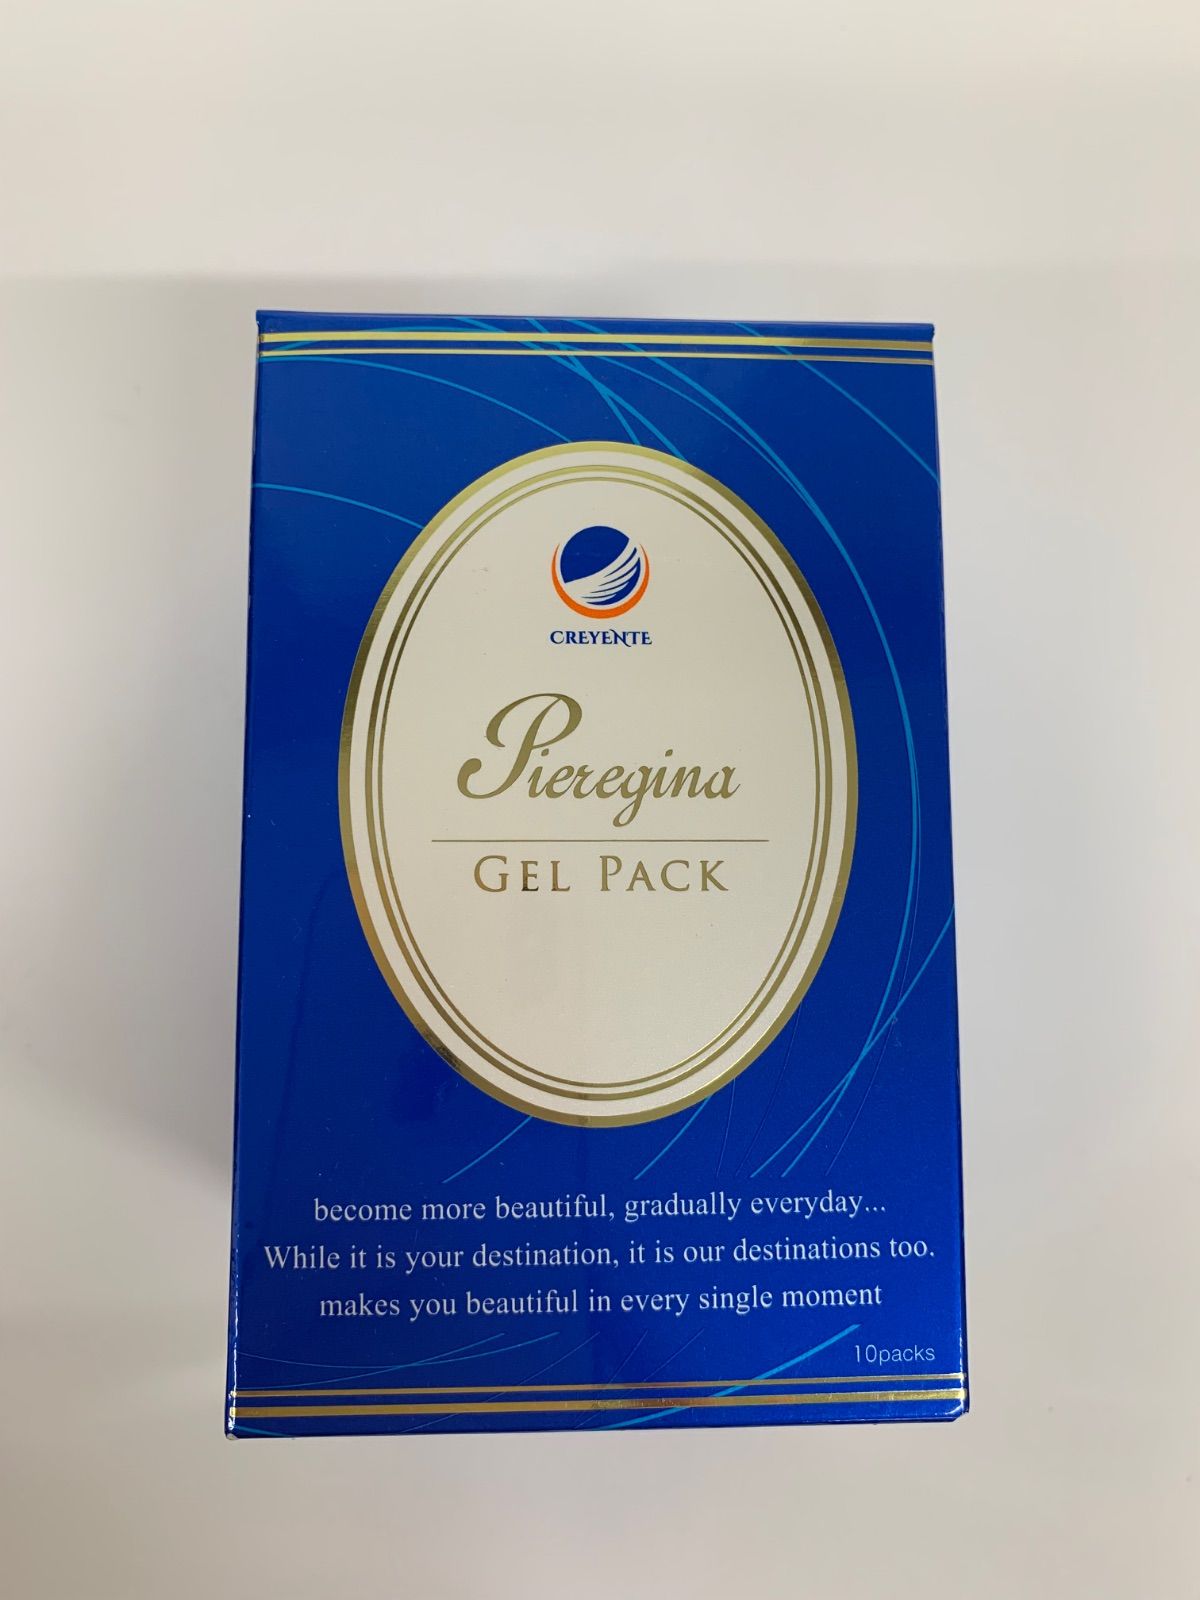 CREYENTE
Pieregina
GEL PACK
become more beautiful, gradually everyday...
While it is your destination, it is our destinations too.
makes you beautiful in every single moment
10packs